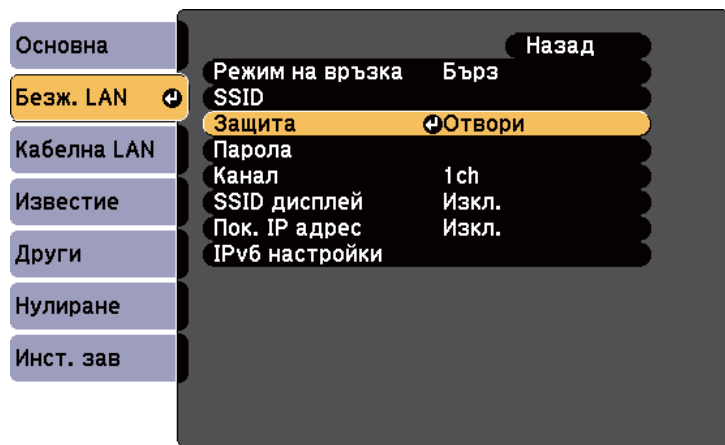 Основна
Безж. LAN
Кабелна LAN
Известие
Други
Нулиране
Инст. зав
Назад
Режим на връзка Бърз
SSID
Защита Отвори
Парола
Канал 1ch
SSID дисплей Изкл.
Пок. IP адрес Изкл.
IPv6 настройки